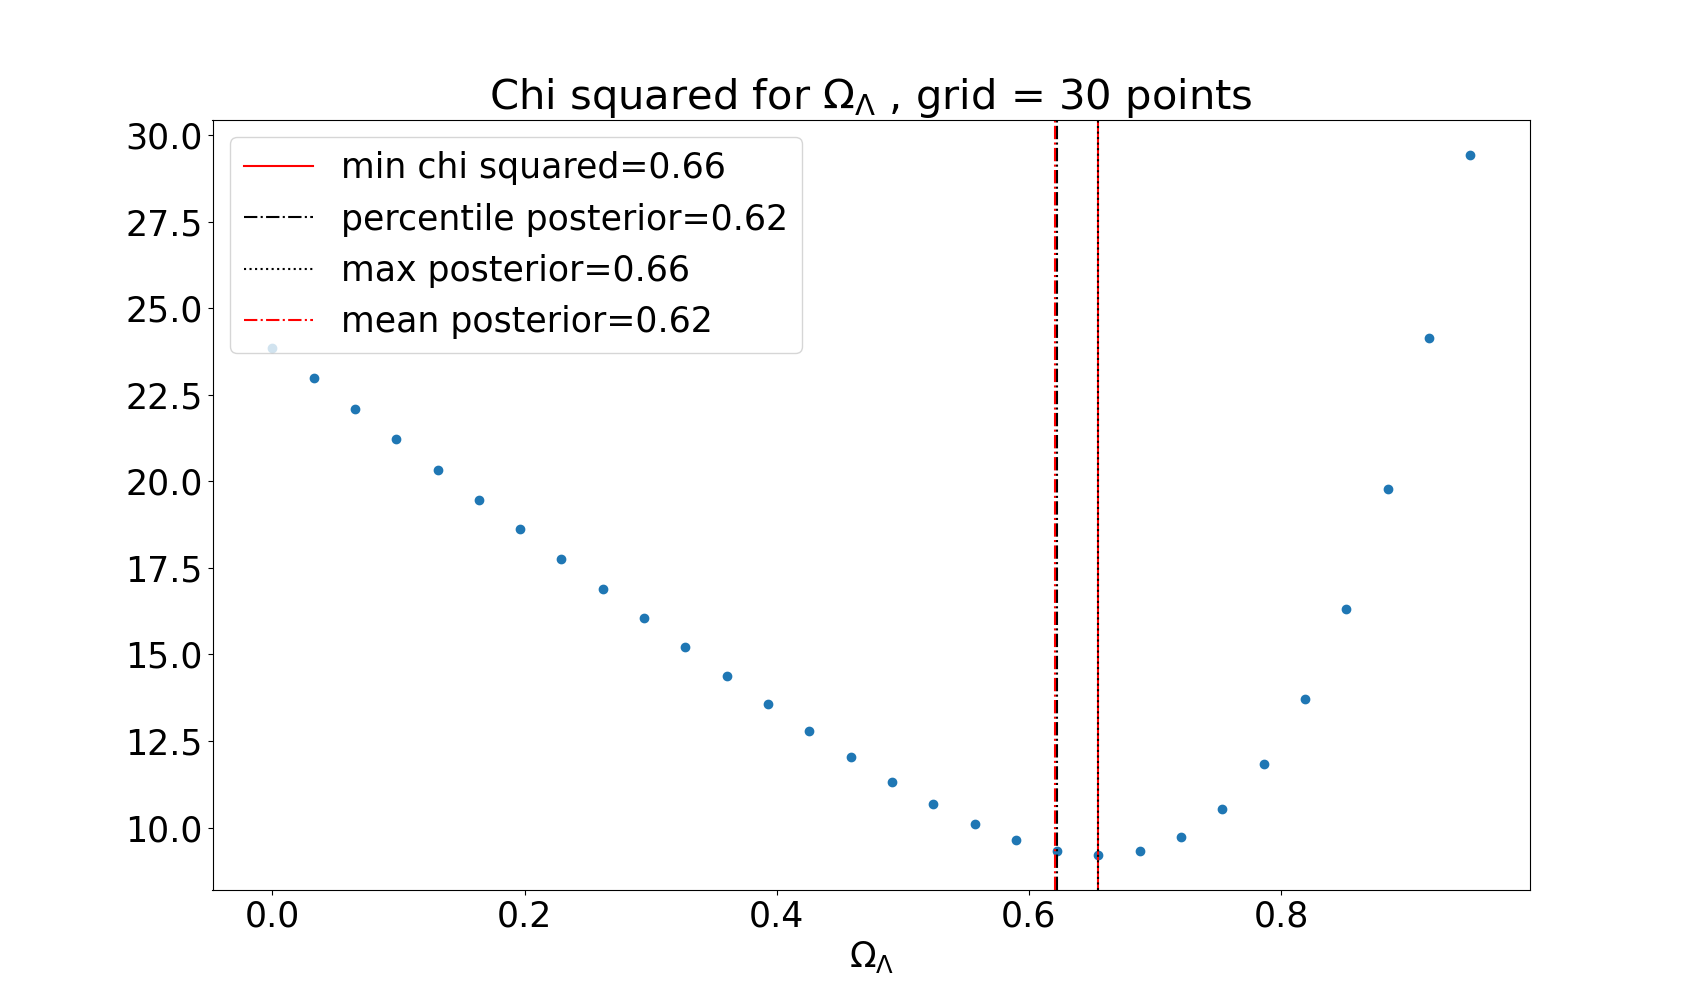 Chi squared for Ω_Λ , grid = 30 points
30.0
27.5
25.0
22.5
20.0
17.5
15.0
12.5
10.0
min chi squared=0.66
percentile posterior=0.62
max posterior=0.66
mean posterior=0.62
0.0 0.2 0.4 0.6 0.8
Ω_Λ